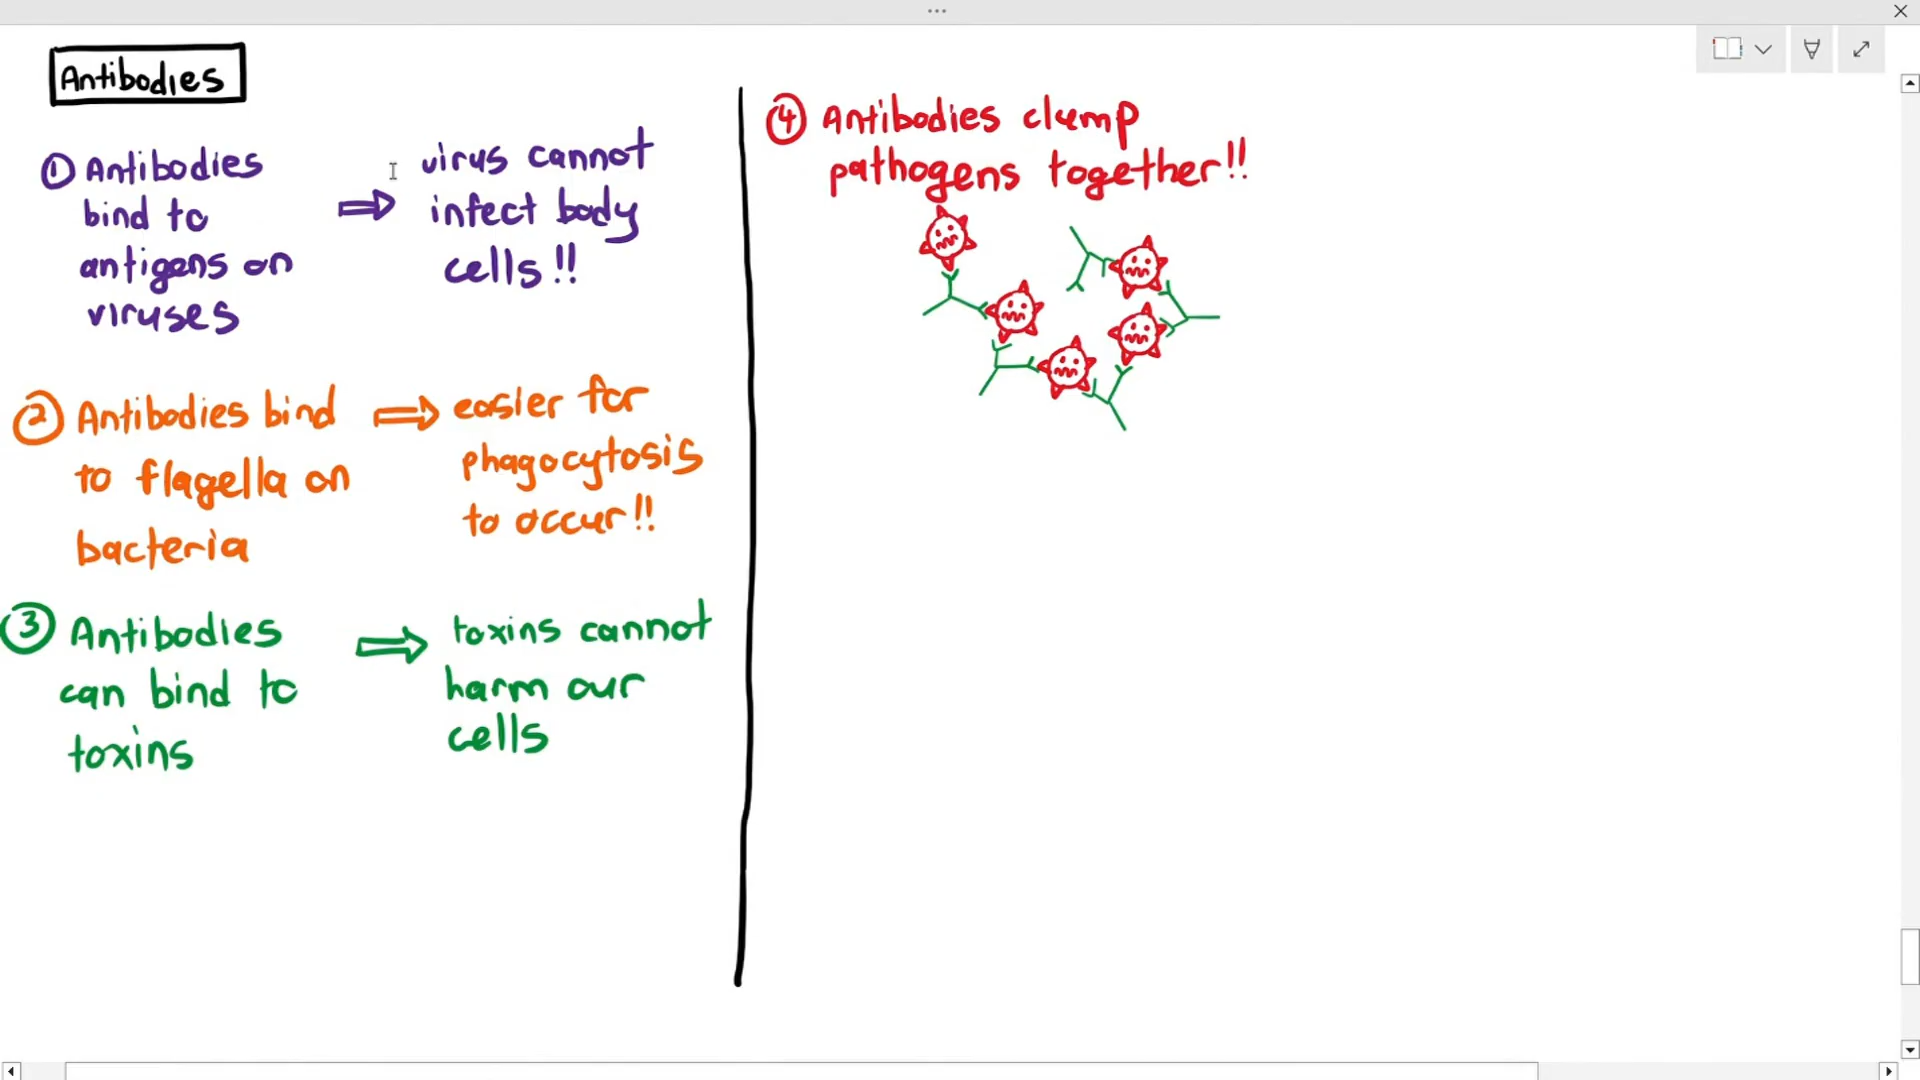 Antibodies
① Antibodies
bind to
antigens on
viruses
⇒ virus cannot
infect body
cells!!
② Antibodies bind
to flagella on
bacteria
⇒ easier for
phagocytosis
to occur!!
③ Antibodies
can bind to
toxins
⇒ toxins cannot
harm our
cells
④ Antibodies clump
pathogens together!!